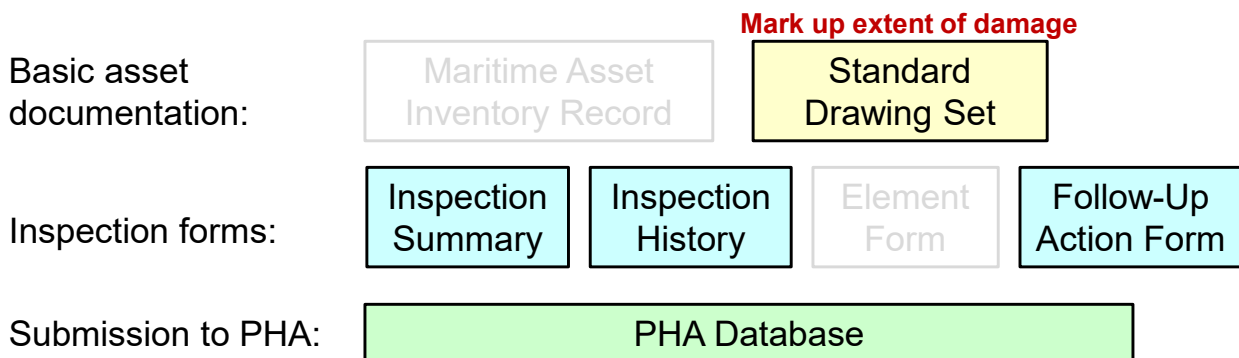 Mark up extent of damage
Basic asset
documentation:
Maritime Asset
Inventory Record
Standard
Drawing Set
Inspection forms:
Inspection
Summary
Inspection
History
Element
Form
Follow-Up
Action Form
Submission to PHA:
PHA Database